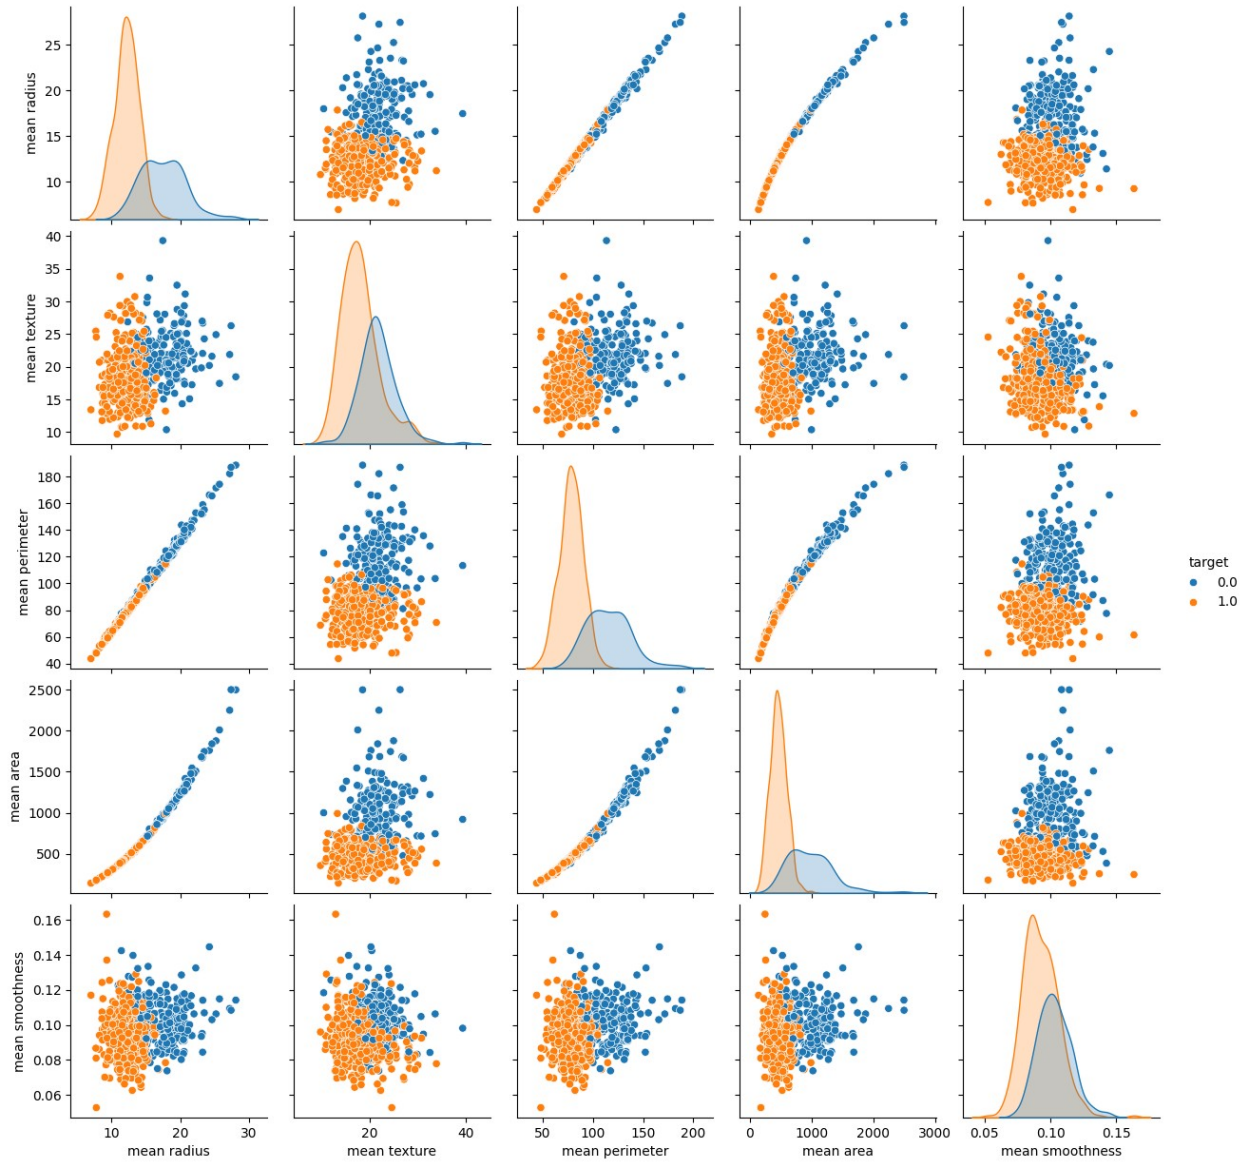 mean radius
25
20
15
10
mean texture
40
35
30
25
20
15
10
mean perimeter
180
160
140
120
100
80
60
40
target
0.0
1.0
mean area
2500
2000
1500
1000
500
mean smoothness
0.16
0.14
0.12
0.10
0.08
0.06
10 20 30
20 40
50 100 150 200
0 1000 2000 3000
0.05 0.10 0.15
mean radius
mean texture
mean perimeter
mean area
mean smoothness